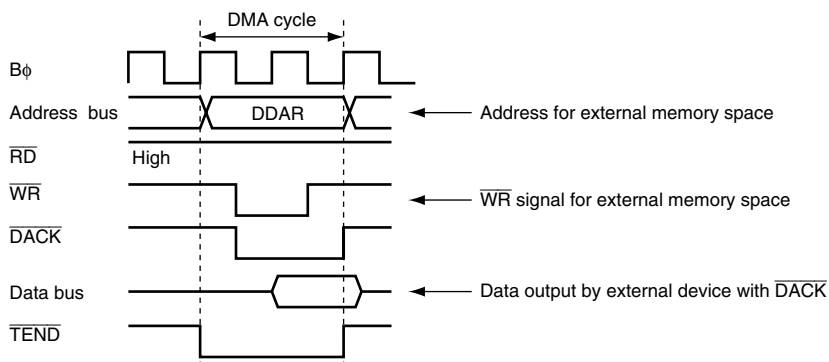 DMA cycle
Bφ
Address bus
DDAR
Address for external memory space
RD
High
WR
WR signal for external memory space
DACK
Data bus
Data output by external device with DACK
TEND